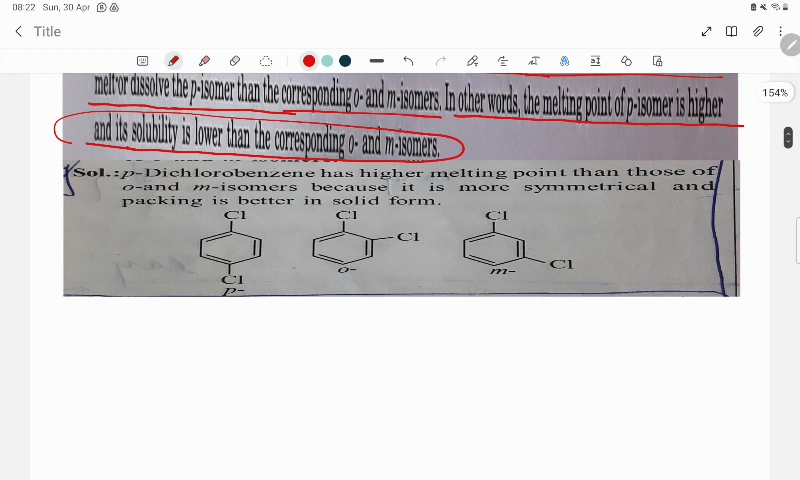 08:22 Sun, 30 Apr
Title
154%
melt or dissolve the p-isomer than the corresponding o- and m-isomers. In other words, the melting point of p-isomer is higher
and its solubility is lower than the corresponding o- and m-isomers.
Sol.: p-Dichlorobenzene has higher melting point than those of
o-and m-isomers because it is more symmetrical and
packing is better in solid form.
Cl Cl Cl
Cl
Cl
o- m-
Cl
p-